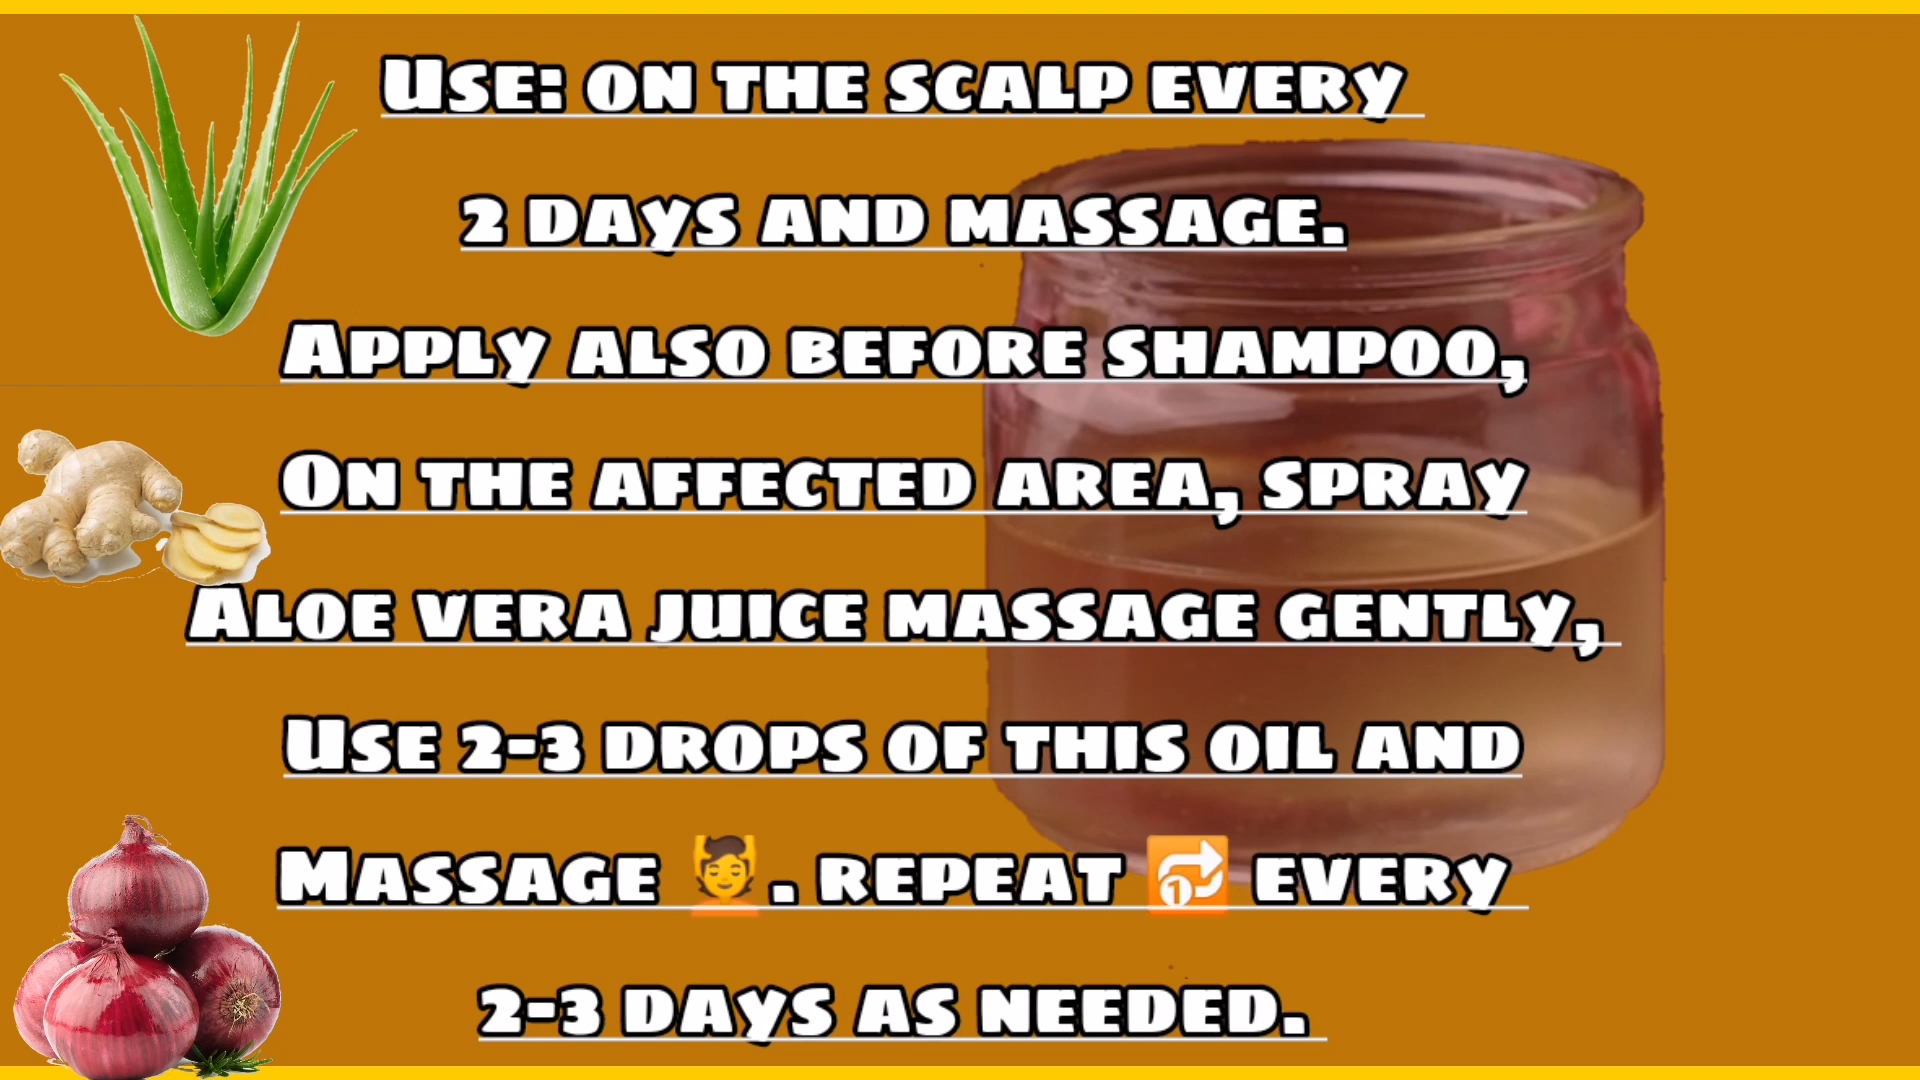 Use: on the scalp every
2 days and massage.
Apply also before shampoo,
On the affected area, spray
Aloe vera juice massage gently,
Use 2-3 drops of this oil and
Massage 💆. repeat 🔂 every
2-3 days as needed.